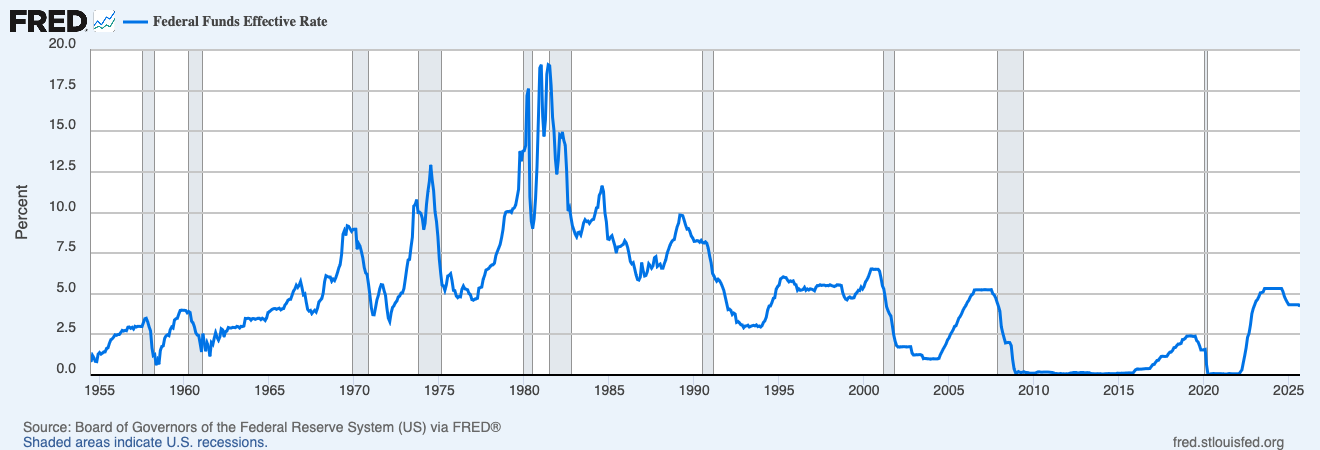 FRED
Federal Funds Effective Rate
20.0
17.5
15.0
12.5
10.0
7.5
5.0
2.5
0.0
Percent
1955 1960 1965 1970 1975 1980 1985 1990 1995 2000 2005 2010 2015 2020 2025
Source: Board of Governors of the Federal Reserve System (US) via FRED®
Shaded areas indicate U.S. recessions.
fred.stlouisfed.org